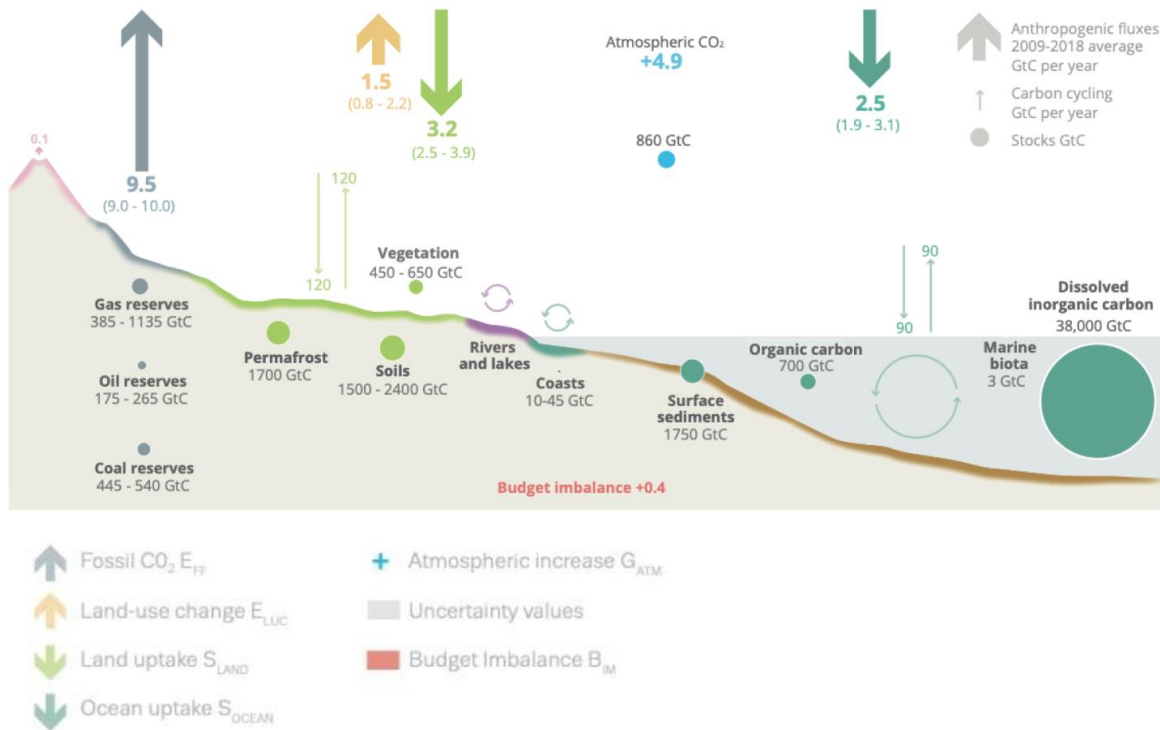 Anthropogenic fluxes
2009-2018 average
GtC per year
Carbon cycling
GtC per year
Stocks GtC
0.1
9.5
(9.0 - 10.0)
1.5
(0.8 - 2.2)
3.2
(2.5 - 3.9)
Atmospheric CO₂
+4.9
860 GtC
2.5
(1.9 - 3.1)
120
120
90
90
Gas reserves
385 - 1135 GtC
Oil reserves
175 - 265 GtC
Coal reserves
445 - 540 GtC
Permafrost
1700 GtC
Vegetation
450 - 650 GtC
Soils
1500 - 2400 GtC
Rivers
and lakes
Coasts
10-45 GtC
Surface
sediments
1750 GtC
Organic carbon
700 GtC
Marine
biota
3 GtC
Dissolved
inorganic carbon
38,000 GtC
Budget imbalance +0.4
Fossil C0₂ E_FF
Land-use change E_LUC
Land uptake S_LAND
Ocean uptake S_OCEAN
+ Atmospheric increase G_ATM
Uncertainty values
Budget Imbalance B_IM